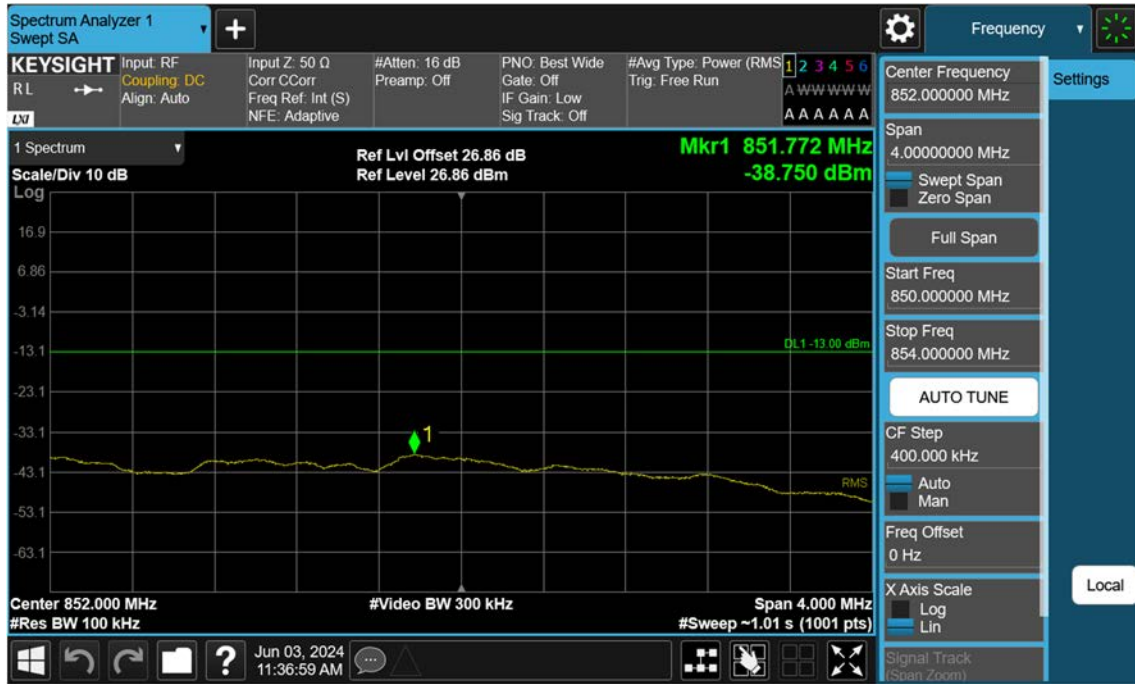 Spectrum Analyzer 1
Swept SA
Frequency
KEYSIGHT
RL
LXI
Input: RF
Coupling: DC
Align: Auto
Input Z: 50 Ω
Corr CCorr
Freq Ref: Int (S)
NFE: Adaptive
#Atten: 16 dB
Preamp: Off
PNO: Best Wide
Gate: Off
IF Gain: Low
Sig Track: Off
#Avg Type: Power (RMS
Trig: Free Run
1 2 3 4 5 6
A W W W W W
A A A A A A
1 Spectrum
Scale/Div 10 dB
Ref Lvl Offset 26.86 dB
Ref Level 26.86 dBm
Mkr1 851.772 MHz
-38.750 dBm
Log
16.9
6.86
-3.14
-13.1
-23.1
-33.1
-43.1
-53.1
-63.1
DL1 -13.00 dBm
1
RMS
Center 852.000 MHz
#Res BW 100 kHz
#Video BW 300 kHz
Span 4.000 MHz
#Sweep ~1.01 s (1001 pts)
Center Frequency
852.000000 MHz
Span
4.00000000 MHz
Swept Span
Zero Span
Full Span
Start Freq
850.000000 MHz
Stop Freq
854.000000 MHz
AUTO TUNE
CF Step
400.000 kHz
Auto
Man
Freq Offset
0 Hz
X Axis Scale
Log
Lin
Signal Track
(Span Zoom)
Settings
Local
?
Jun 03, 2024
11:36:59 AM